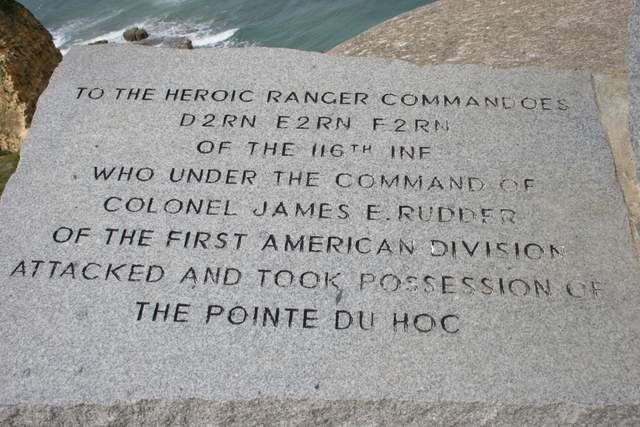 TO THE HEROIC RANGER COMMANDOES
D2RN E2RN F2RN
OF THE 116TH INF
WHO UNDER THE COMMAND OF
COLONEL JAMES E. RUDDER
OF THE FIRST AMERICAN DIVISION
ATTACKED AND TOOK POSSESSION OF
THE POINTE DU HOC